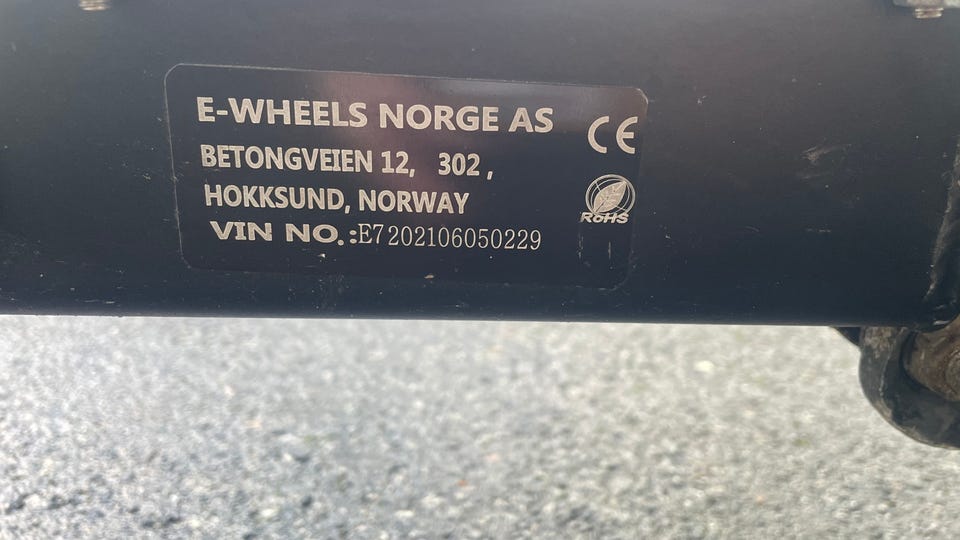 E-WHEELS NORGE AS
CE
BETONGVEIEN 12, 302,
HOKKSUND, NORWAY
RoHS
VIN NO.:E7202106050229